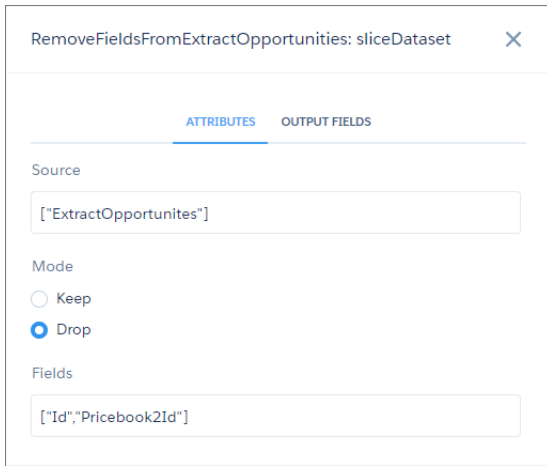 RemoveFieldsFromExtractOpportunities: sliceDataset
ATTRIBUTES OUTPUT FIELDS
Source
["ExtractOpportunites"]
Mode
Keep
Drop
Fields
["Id","Pricebook2Id"]